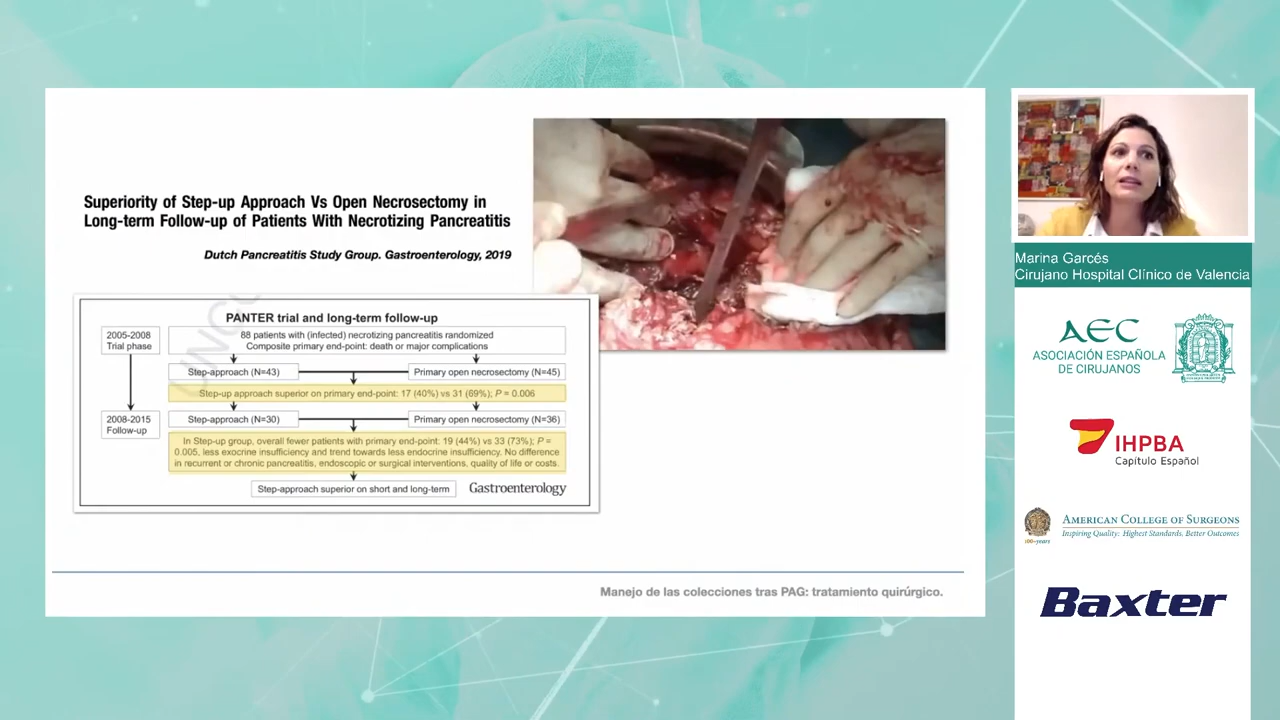 Superiority of Step-up Approach Vs Open Necrosectomy in
Long-term Follow-up of Patients With Necrotizing Pancreatitis
Dutch Pancreatitis Study Group. Gastroenterology, 2019
PANTER trial and long-term follow-up
2005-2008
Trial phase
88 patients with (infected) necrotizing pancreatitis randomized
Composite primary end-point: death or major complications
Step-approach (N=43)
Primary open necrosectomy (N=45)
Step-up approach superior on primary end-point: 17 (40%) vs 31 (69%); P = 0.006
2008-2015
Follow-up
Step-approach (N=30)
Primary open necrosectomy (N=36)
In Step-up group, overall fewer patients with primary end-point: 19 (44%) vs 33 (73%); P =
0.005, less exocrine insufficiency and trend towards less endocrine insufficiency. No difference
in recurrent or chronic pancreatitis, endoscopic or surgical interventions, quality of life or costs.
Step-approach superior on short and long-term
Gastroenterology
Manejo de las colecciones tras PAG: tratamiento quirúrgico.
Marina Garcés
Cirujano Hospital Clínico de Valencia
AEC
ASOCIACIÓN ESPAÑOLA
DE CIRUJANOS
IHPBA
Capítulo Español
AMERICAN COLLEGE OF SURGEONS
Inspiring Quality: Highest Standards, Better Outcomes
100+years
Baxter